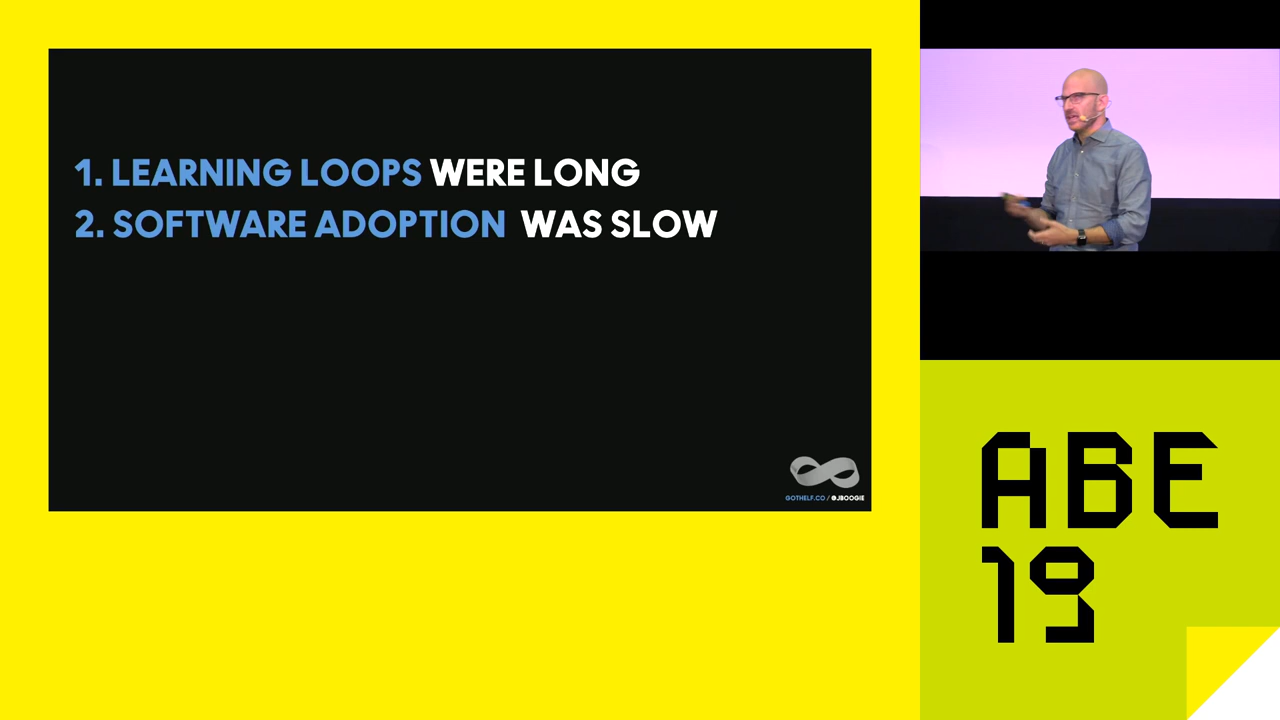 1. LEARNING LOOPS WERE LONG
2. SOFTWARE ADOPTION WAS SLOW
GOTHELF.CO / @JBOOGIE
ABE
19